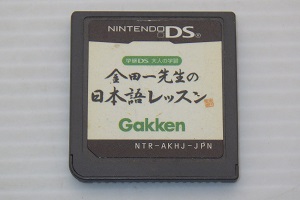 NINTENDO DS
学研DS 大人の学習
金田一先生の
日本語レッスン
Gakken
NTR-AKHJ-JPN